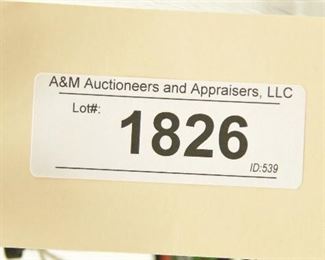 A&M Auctioneers and Appraisers, LLC
Lot#:
1826
ID:539